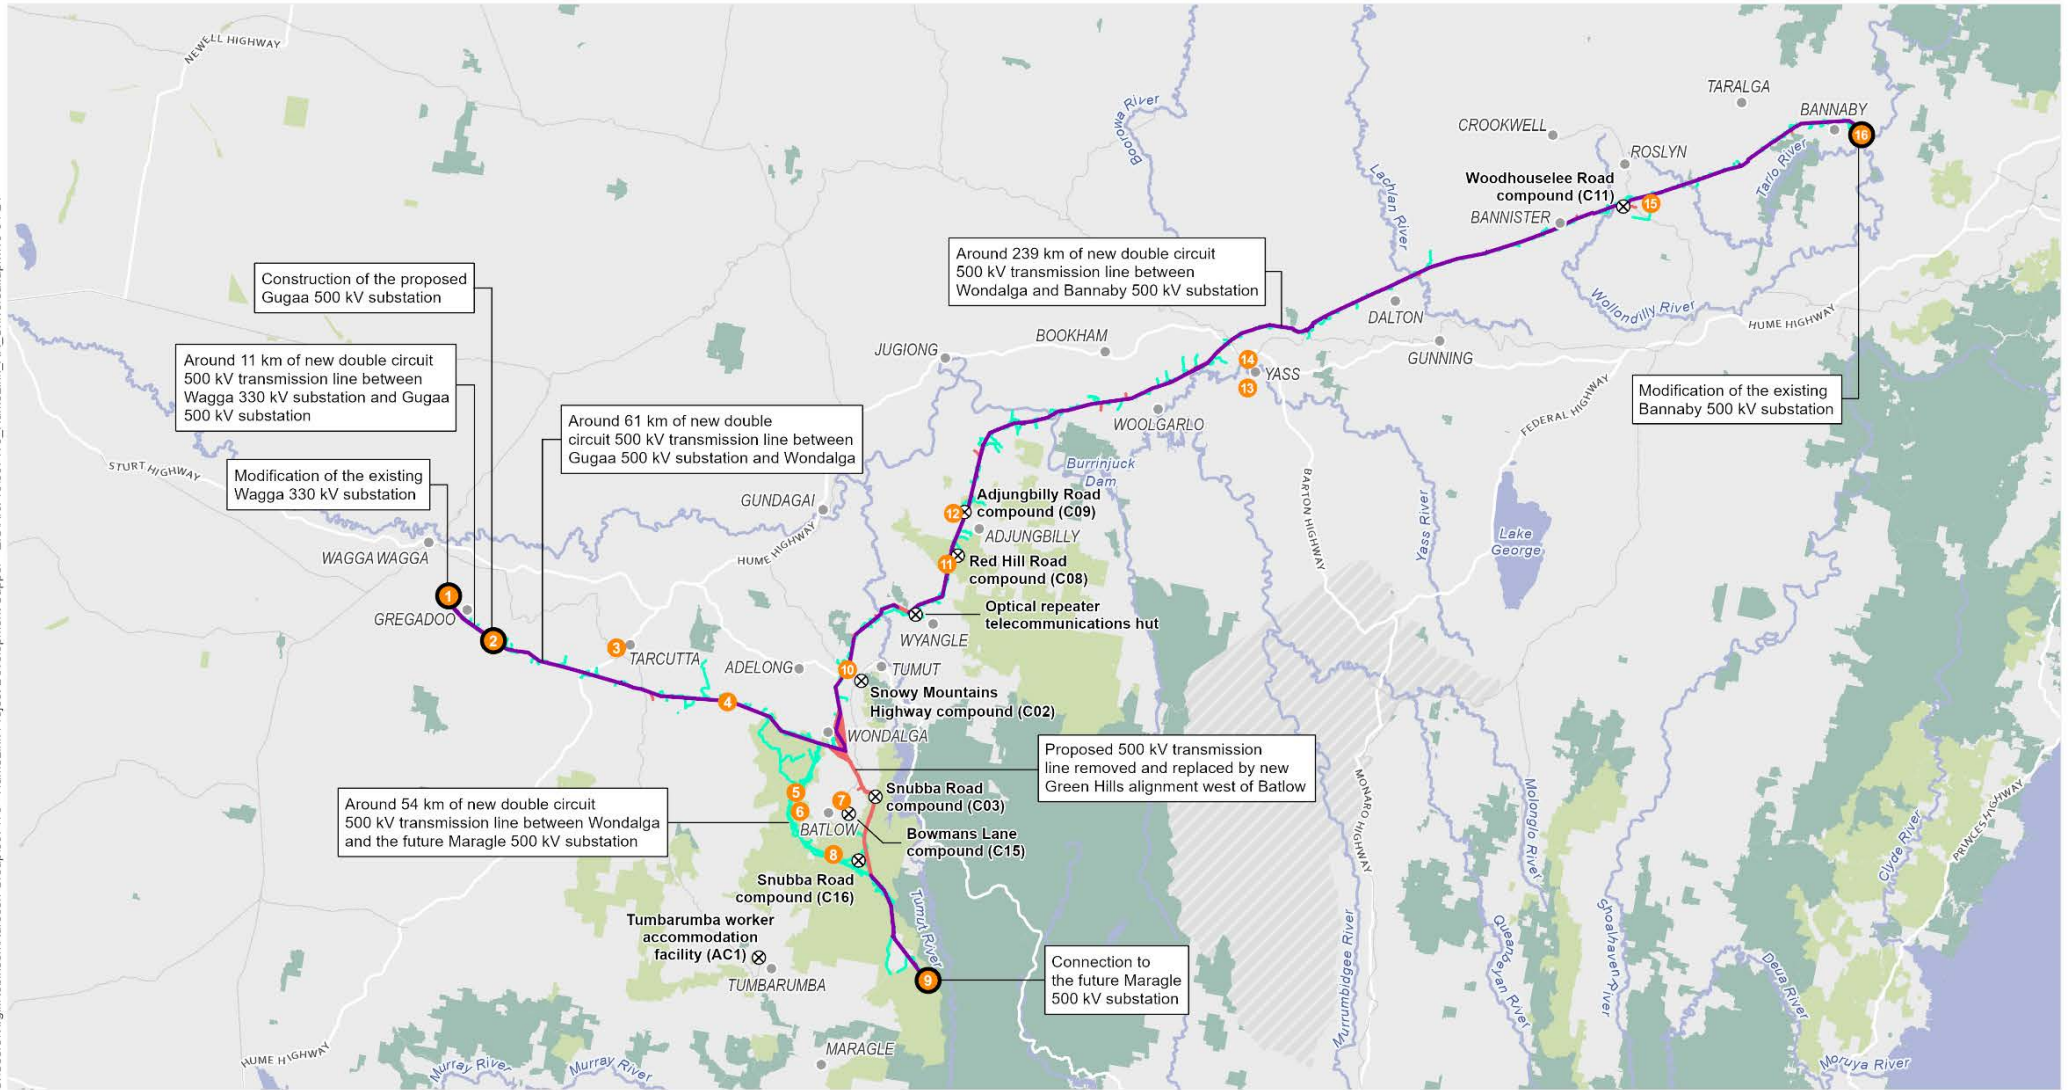 NEWELL HIGHWAY
Boorowa River
Lachlan River
TARALGA
BANNABY
16
CROOKWELL
ROSLYN
Tarlo River
Woodhouselee Road
compound (C11)
15
BANNISTER
Wollondilly River
HUME HIGHWAY
Around 239 km of new double circuit
500 kV transmission line between
Wondalga and Bannaby 500 kV substation
Construction of the proposed
Gugaa 500 kV substation
DALTON
GUNNING
BOOKHAM
JUGIONG
14
YASS
13
Around 11 km of new double circuit
500 kV transmission line between
Wagga 330 kV substation and Gugaa
500 kV substation
Modification of the existing
Bannaby 500 kV substation
FEDERAL HIGHWAY
WOOLGARLO
Around 61 km of new double
circuit 500 kV transmission line between
Gugaa 500 kV substation and Wondalga
STURT HIGHWAY
Modification of the existing
Wagga 330 kV substation
Burrinjuck
Dam
BARTON HIGHWAY
Yass River
Lake
George
GUNDAGAI
HUME HIGHWAY
Adjungbilly Road
compound (C09)
12
ADJUNGBILLY
11
Red Hill Road
compound (C08)
WAGGA WAGGA
1
GREGADOO
2
Optical repeater
telecommunications hut
WYANGLE
3
TARCUTTA
ADELONG
10
TUMUT
Snowy Mountains
Highway compound (C02)
4
WONDALGA
Proposed 500 kV transmission
line removed and replaced by new
Green Hills alignment west of Batlow
5
6
7
BATLOW
Snubba Road
compound (C03)
Bowmans Lane
compound (C15)
Around 54 km of new double circuit
500 kV transmission line between Wondalga
and the future Maragle 500 kV substation
8
Snubba Road
compound (C16)
Tumbarumba worker
accommodation
facility (AC1)
TUMBARUMBA
Tumut River
9
Connection to
the future Maragle
500 kV substation
MONARO HIGHWAY
Molonglo River
Queanbeyan River
Shoalhaven River
Murrumbidgee River
Clyde River
PRINCES HIGHWAY
Deua River
Moruya River
MARAGLE
HUME HIGHWAY
Murray River
Murray River